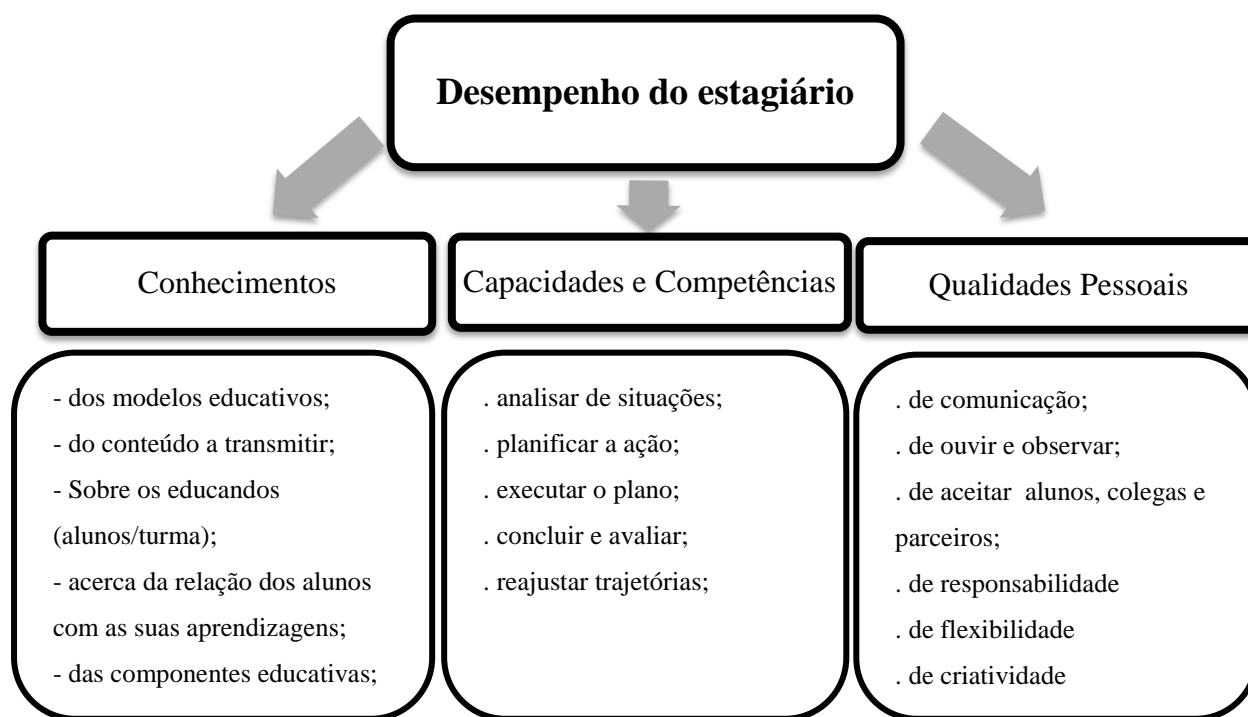 Desempenho do estagiário
Conhecimentos
- dos modelos educativos;
- do conteúdo a transmitir;
- Sobre os educandos
(alunos/turma);
- acerca da relação dos alunos
com as suas aprendizagens;
- das componentes educativas;
Capacidades e Competências
. analisar de situações;
. planificar a ação;
. executar o plano;
. concluir e avaliar;
. reajustar trajetórias;
Qualidades Pessoais
. de comunicação;
. de ouvir e observar;
. de aceitar alunos, colegas e
parceiros;
. de responsabilidade
. de flexibilidade
. de criatividade